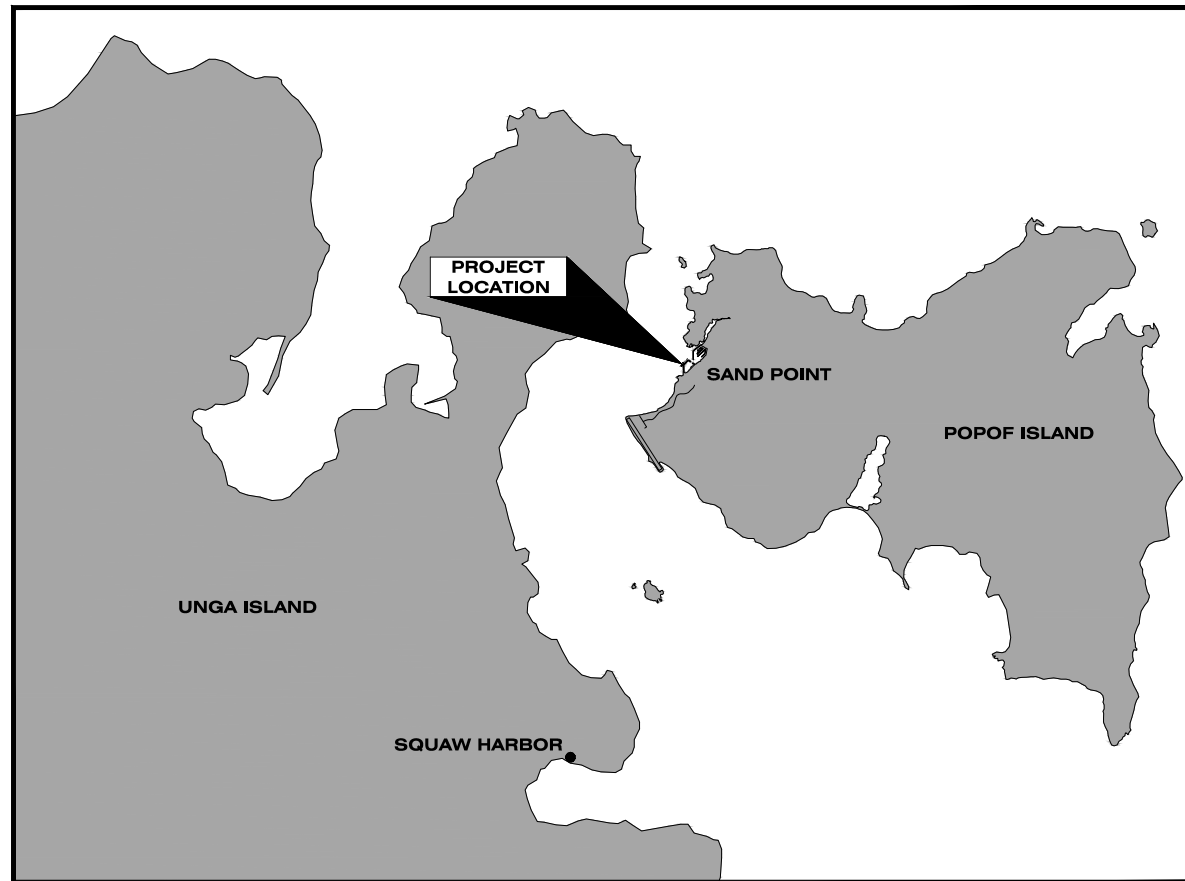 PROJECT
LOCATION
SAND POINT
POPOF ISLAND
UNGA ISLAND
SQUAW HARBOR